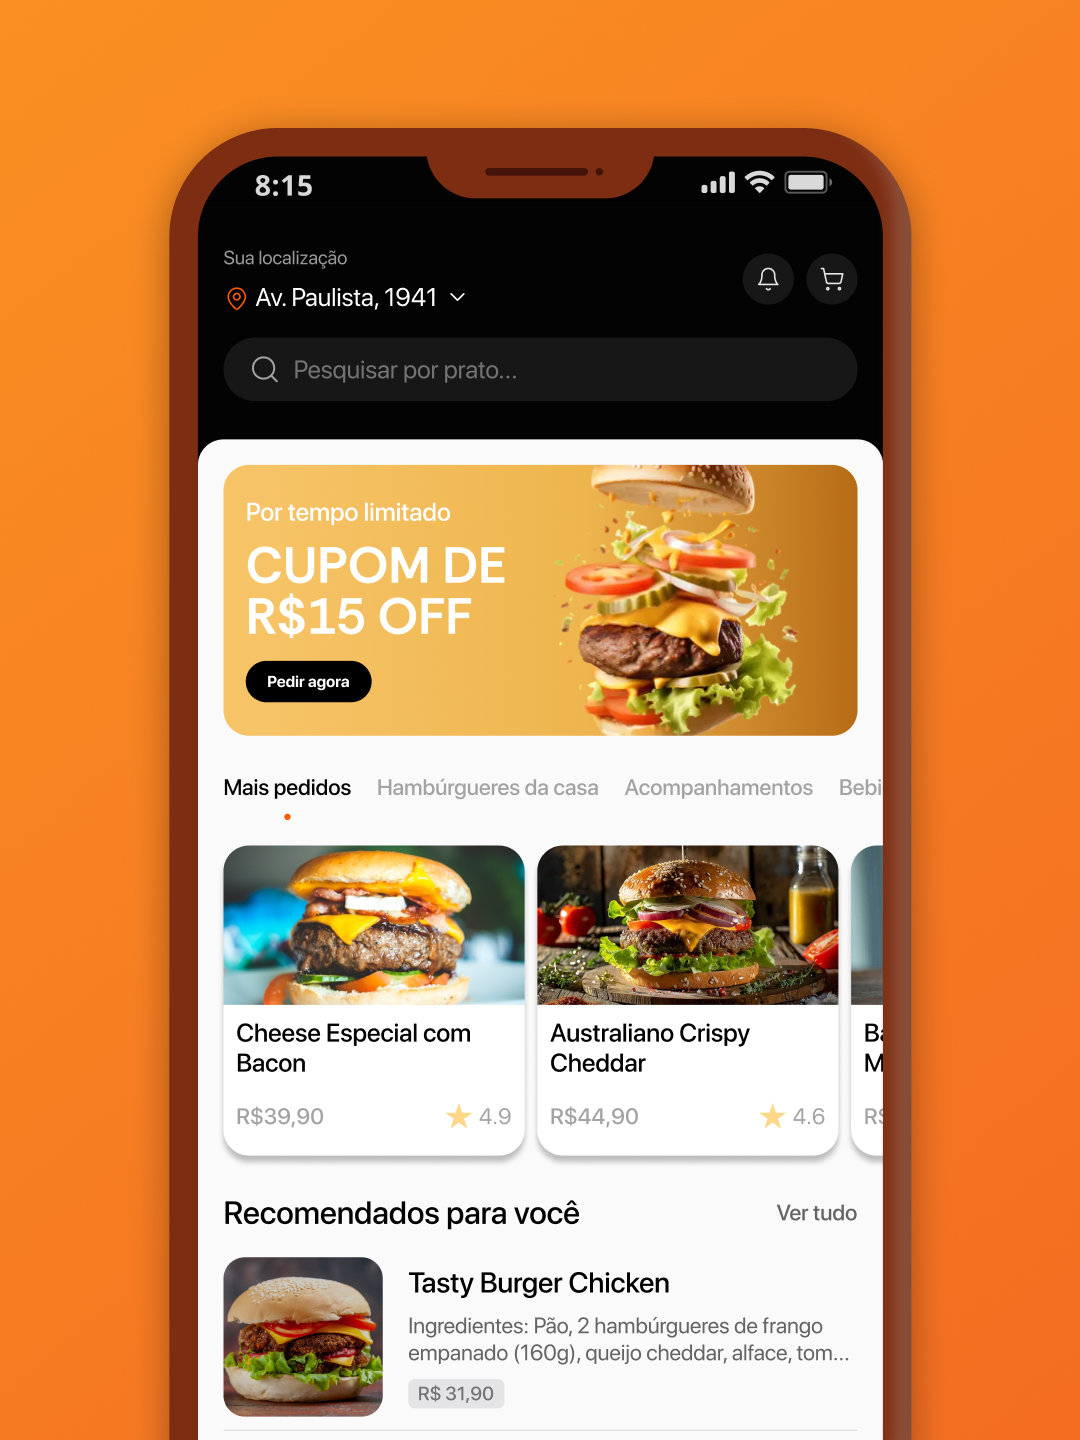 8:15
Sua localização
Av. Paulista, 1941
Pesquisar por prato...
Por tempo limitado
CUPOM DE
R$15 OFF
Pedir agora
Mais pedidos Hambúrgueres da casa Acompanhamentos Bebi
Cheese Especial com
Bacon
R$39,90 4.9
Australiano Crispy
Cheddar
R$44,90 4.6
Ba
M
R$
Recomendados para você Ver tudo
Tasty Burger Chicken
Ingredientes: Pão, 2 hambúrgueres de frango
empanado (160g), queijo cheddar, alface, tom...
R$ 31,90